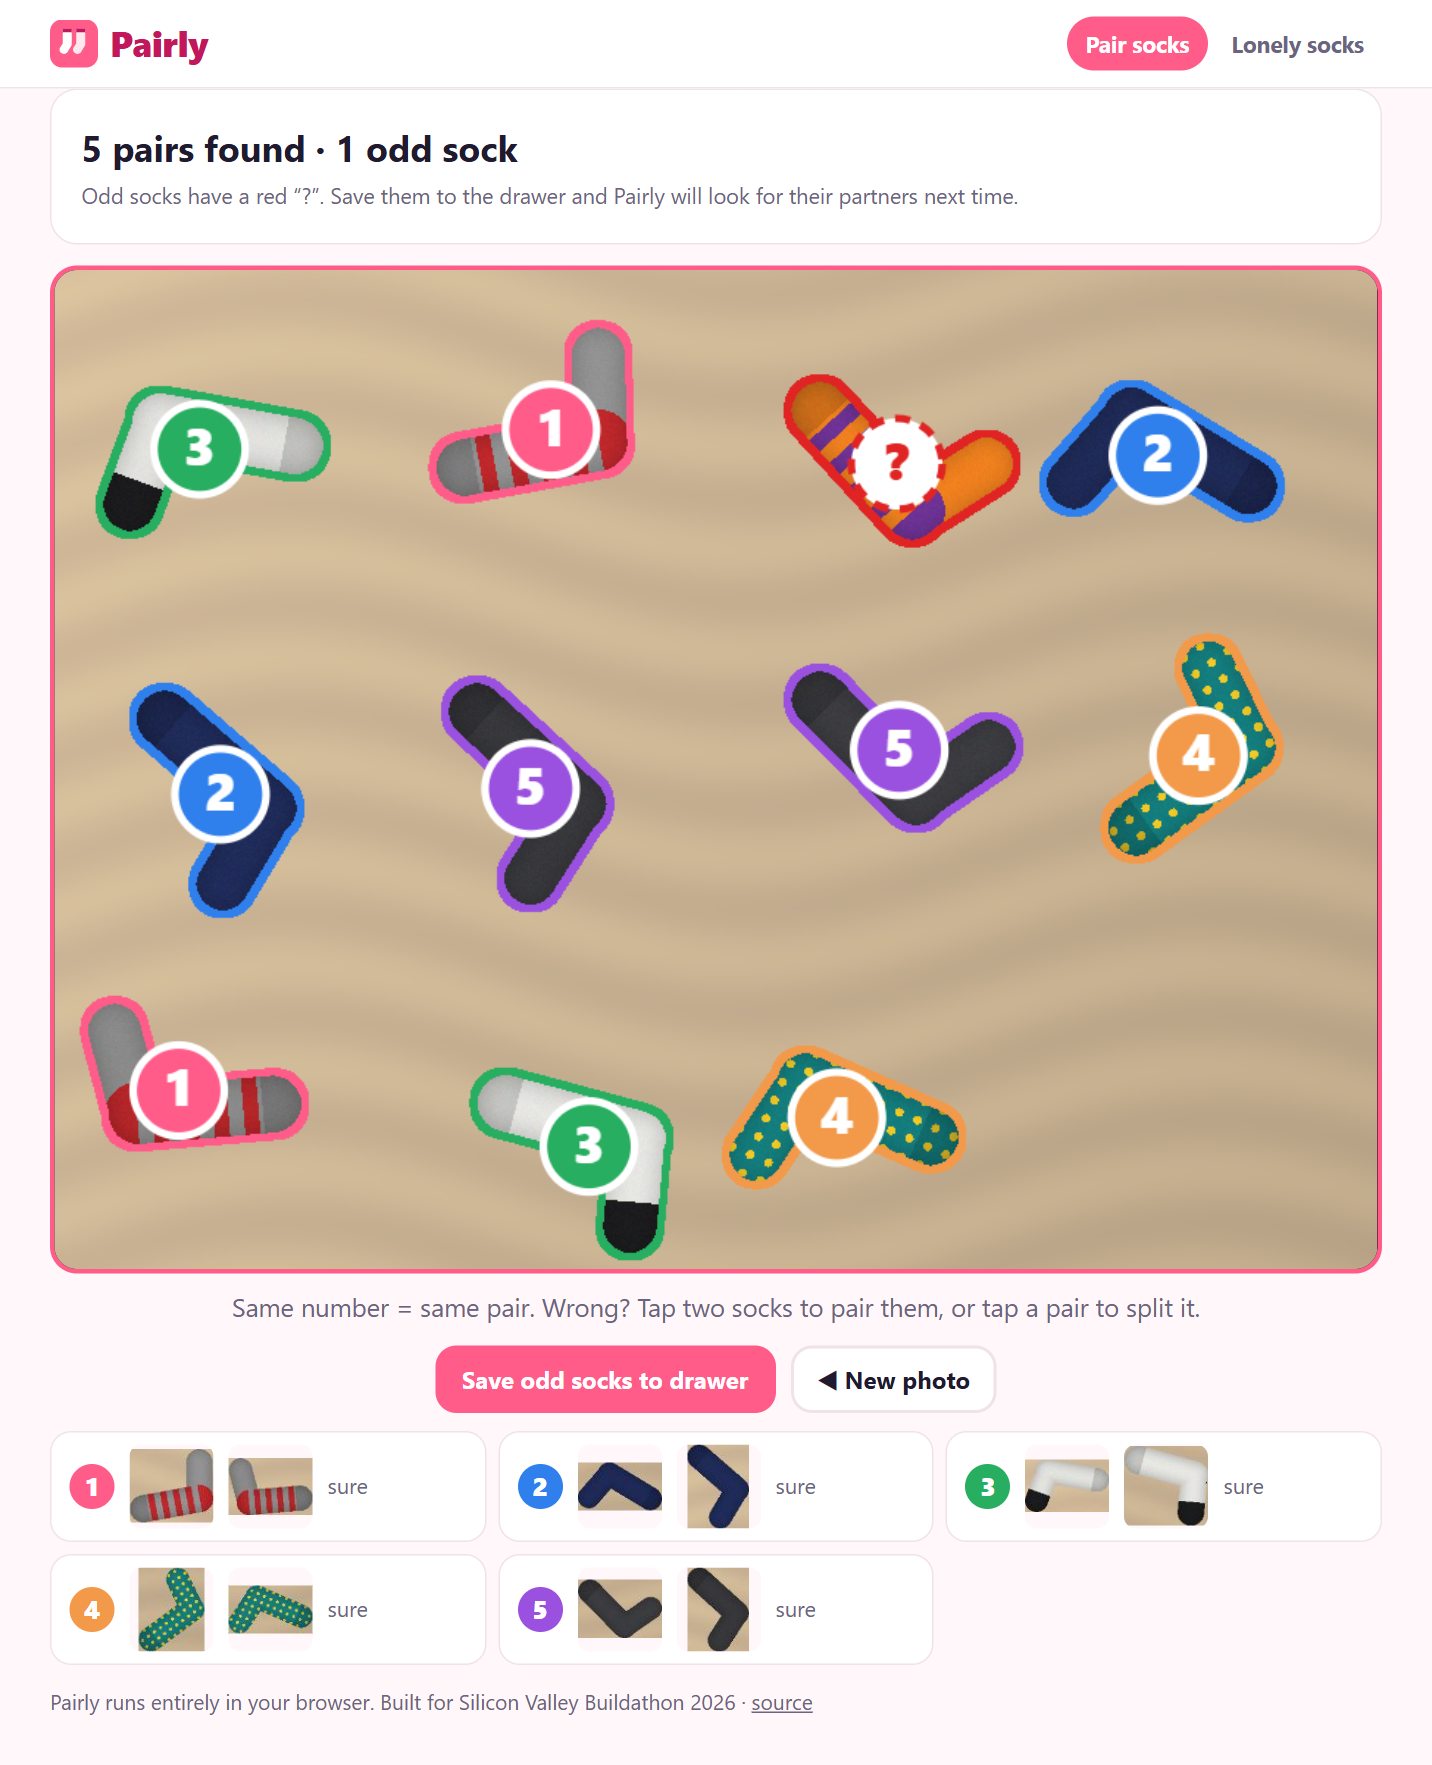 Pairly
Pair socks
Lonely socks
5 pairs found · 1 odd sock
Odd socks have a red “?”. Save them to the drawer and Pairly will look for their partners next time.
3
1
?
2
2
5
5
4
1
3
4
Same number = same pair. Wrong? Tap two socks to pair them, or tap a pair to split it.
Save odd socks to drawer
◀ New photo
1 sure
2 sure
3 sure
4 sure
5 sure
Pairly runs entirely in your browser. Built for Silicon Valley Buildathon 2026 · source